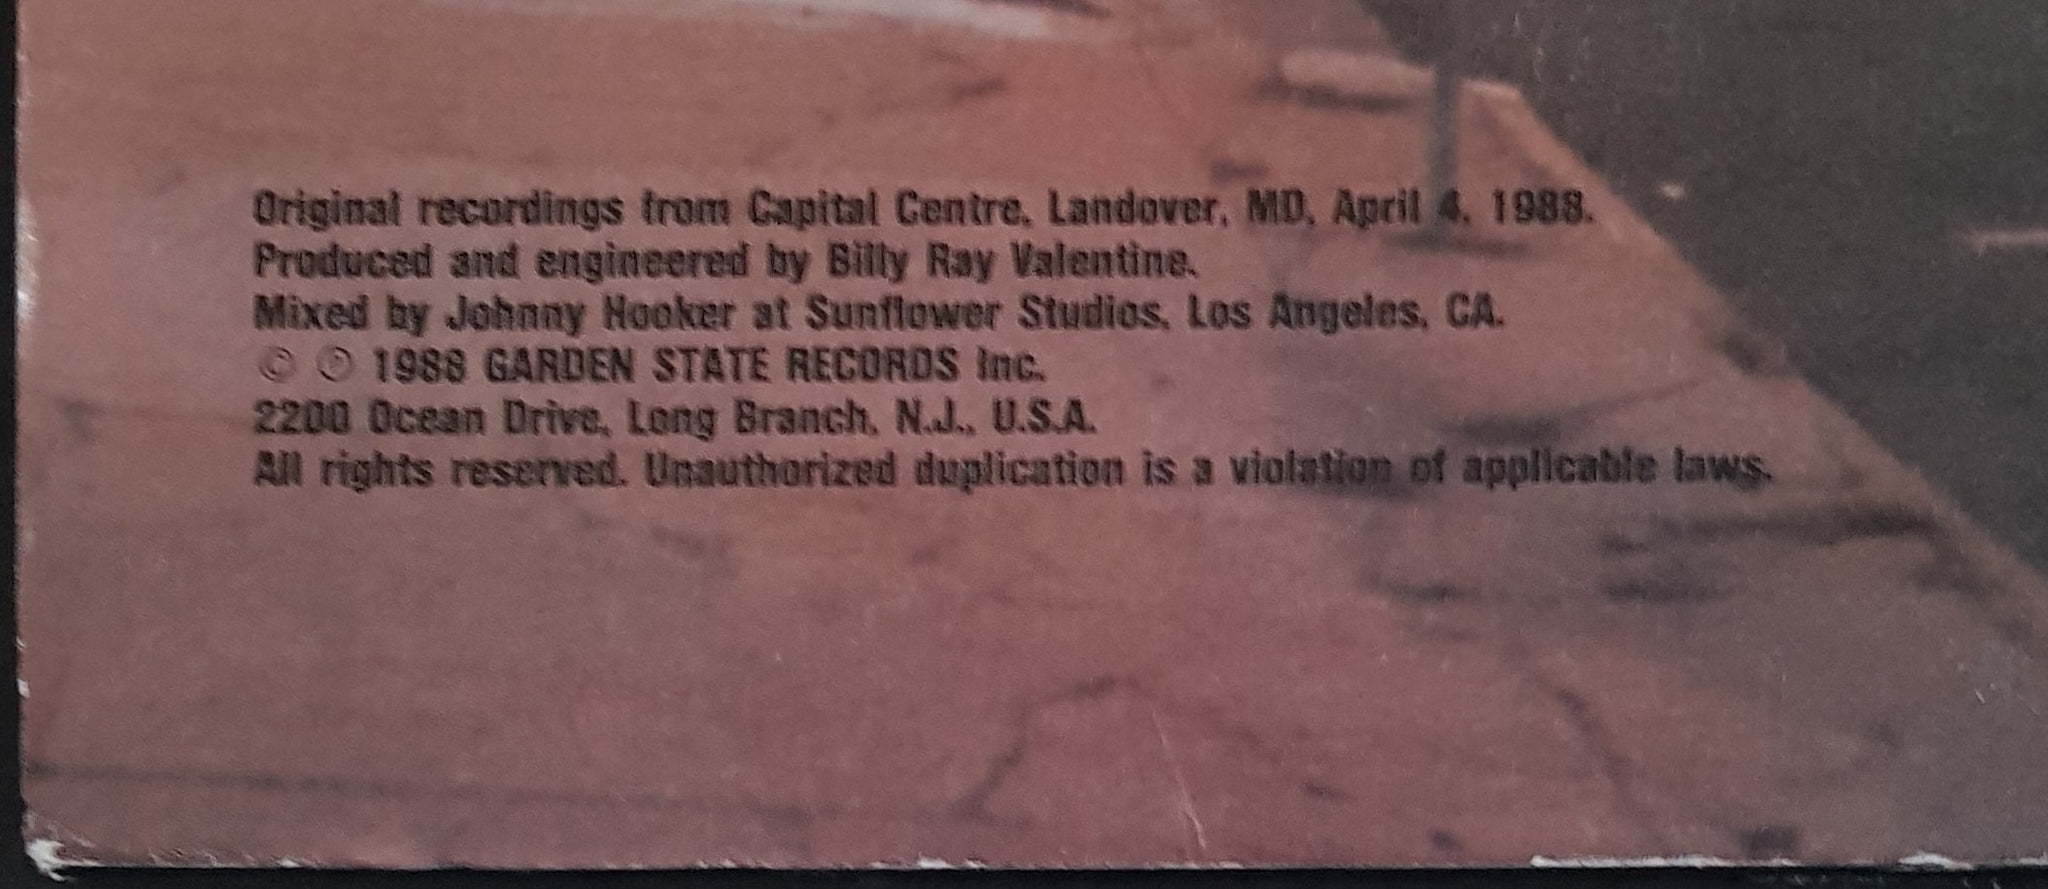 Original recordings from Capital Centre, Landover, MD, April 4, 1988.
Produced and engineered by Billy Ray Valentine.
Mixed by Johnny Hooker at Sunflower Studios, Los Angeles, CA.
© ℗ 1988 GARDEN STATE RECORDS Inc.
2200 Ocean Drive, Long Branch, N.J., U.S.A.
All rights reserved. Unauthorized duplication is a violation of applicable laws.